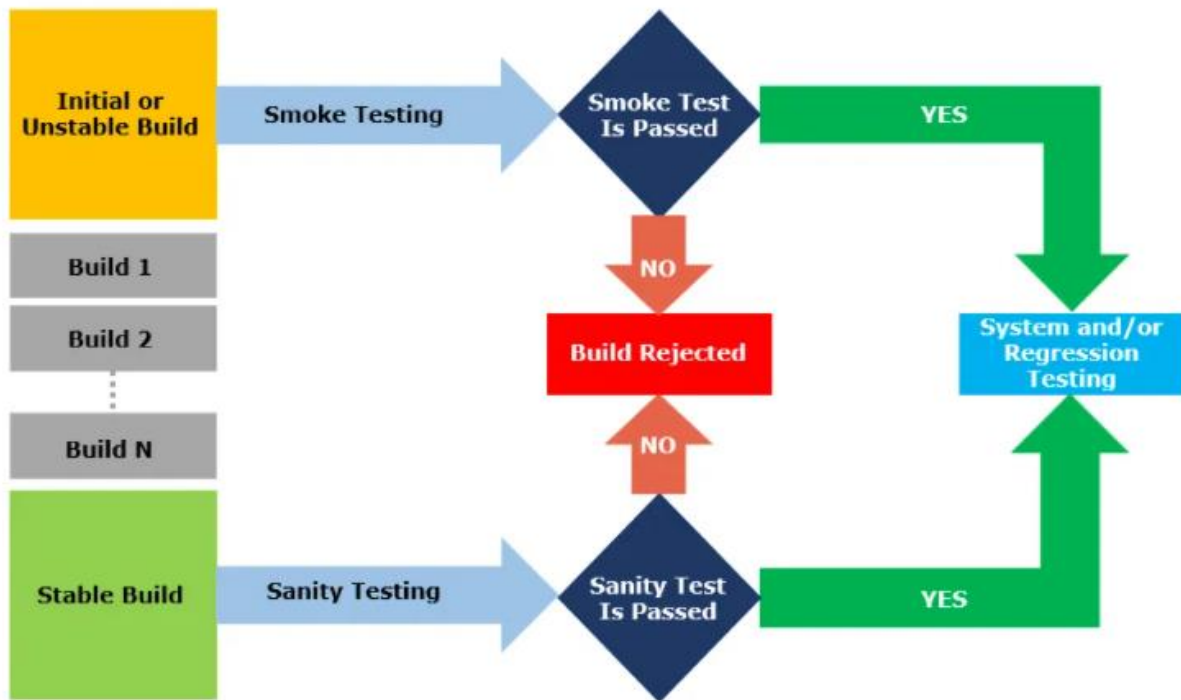 Initial or
Unstable Build
Smoke Testing
Smoke Test
Is Passed
YES
Build 1
NO
Build 2
Build Rejected
System and/or
Regression
Testing
Build N
NO
Stable Build
Sanity Testing
Sanity Test
Is Passed
YES